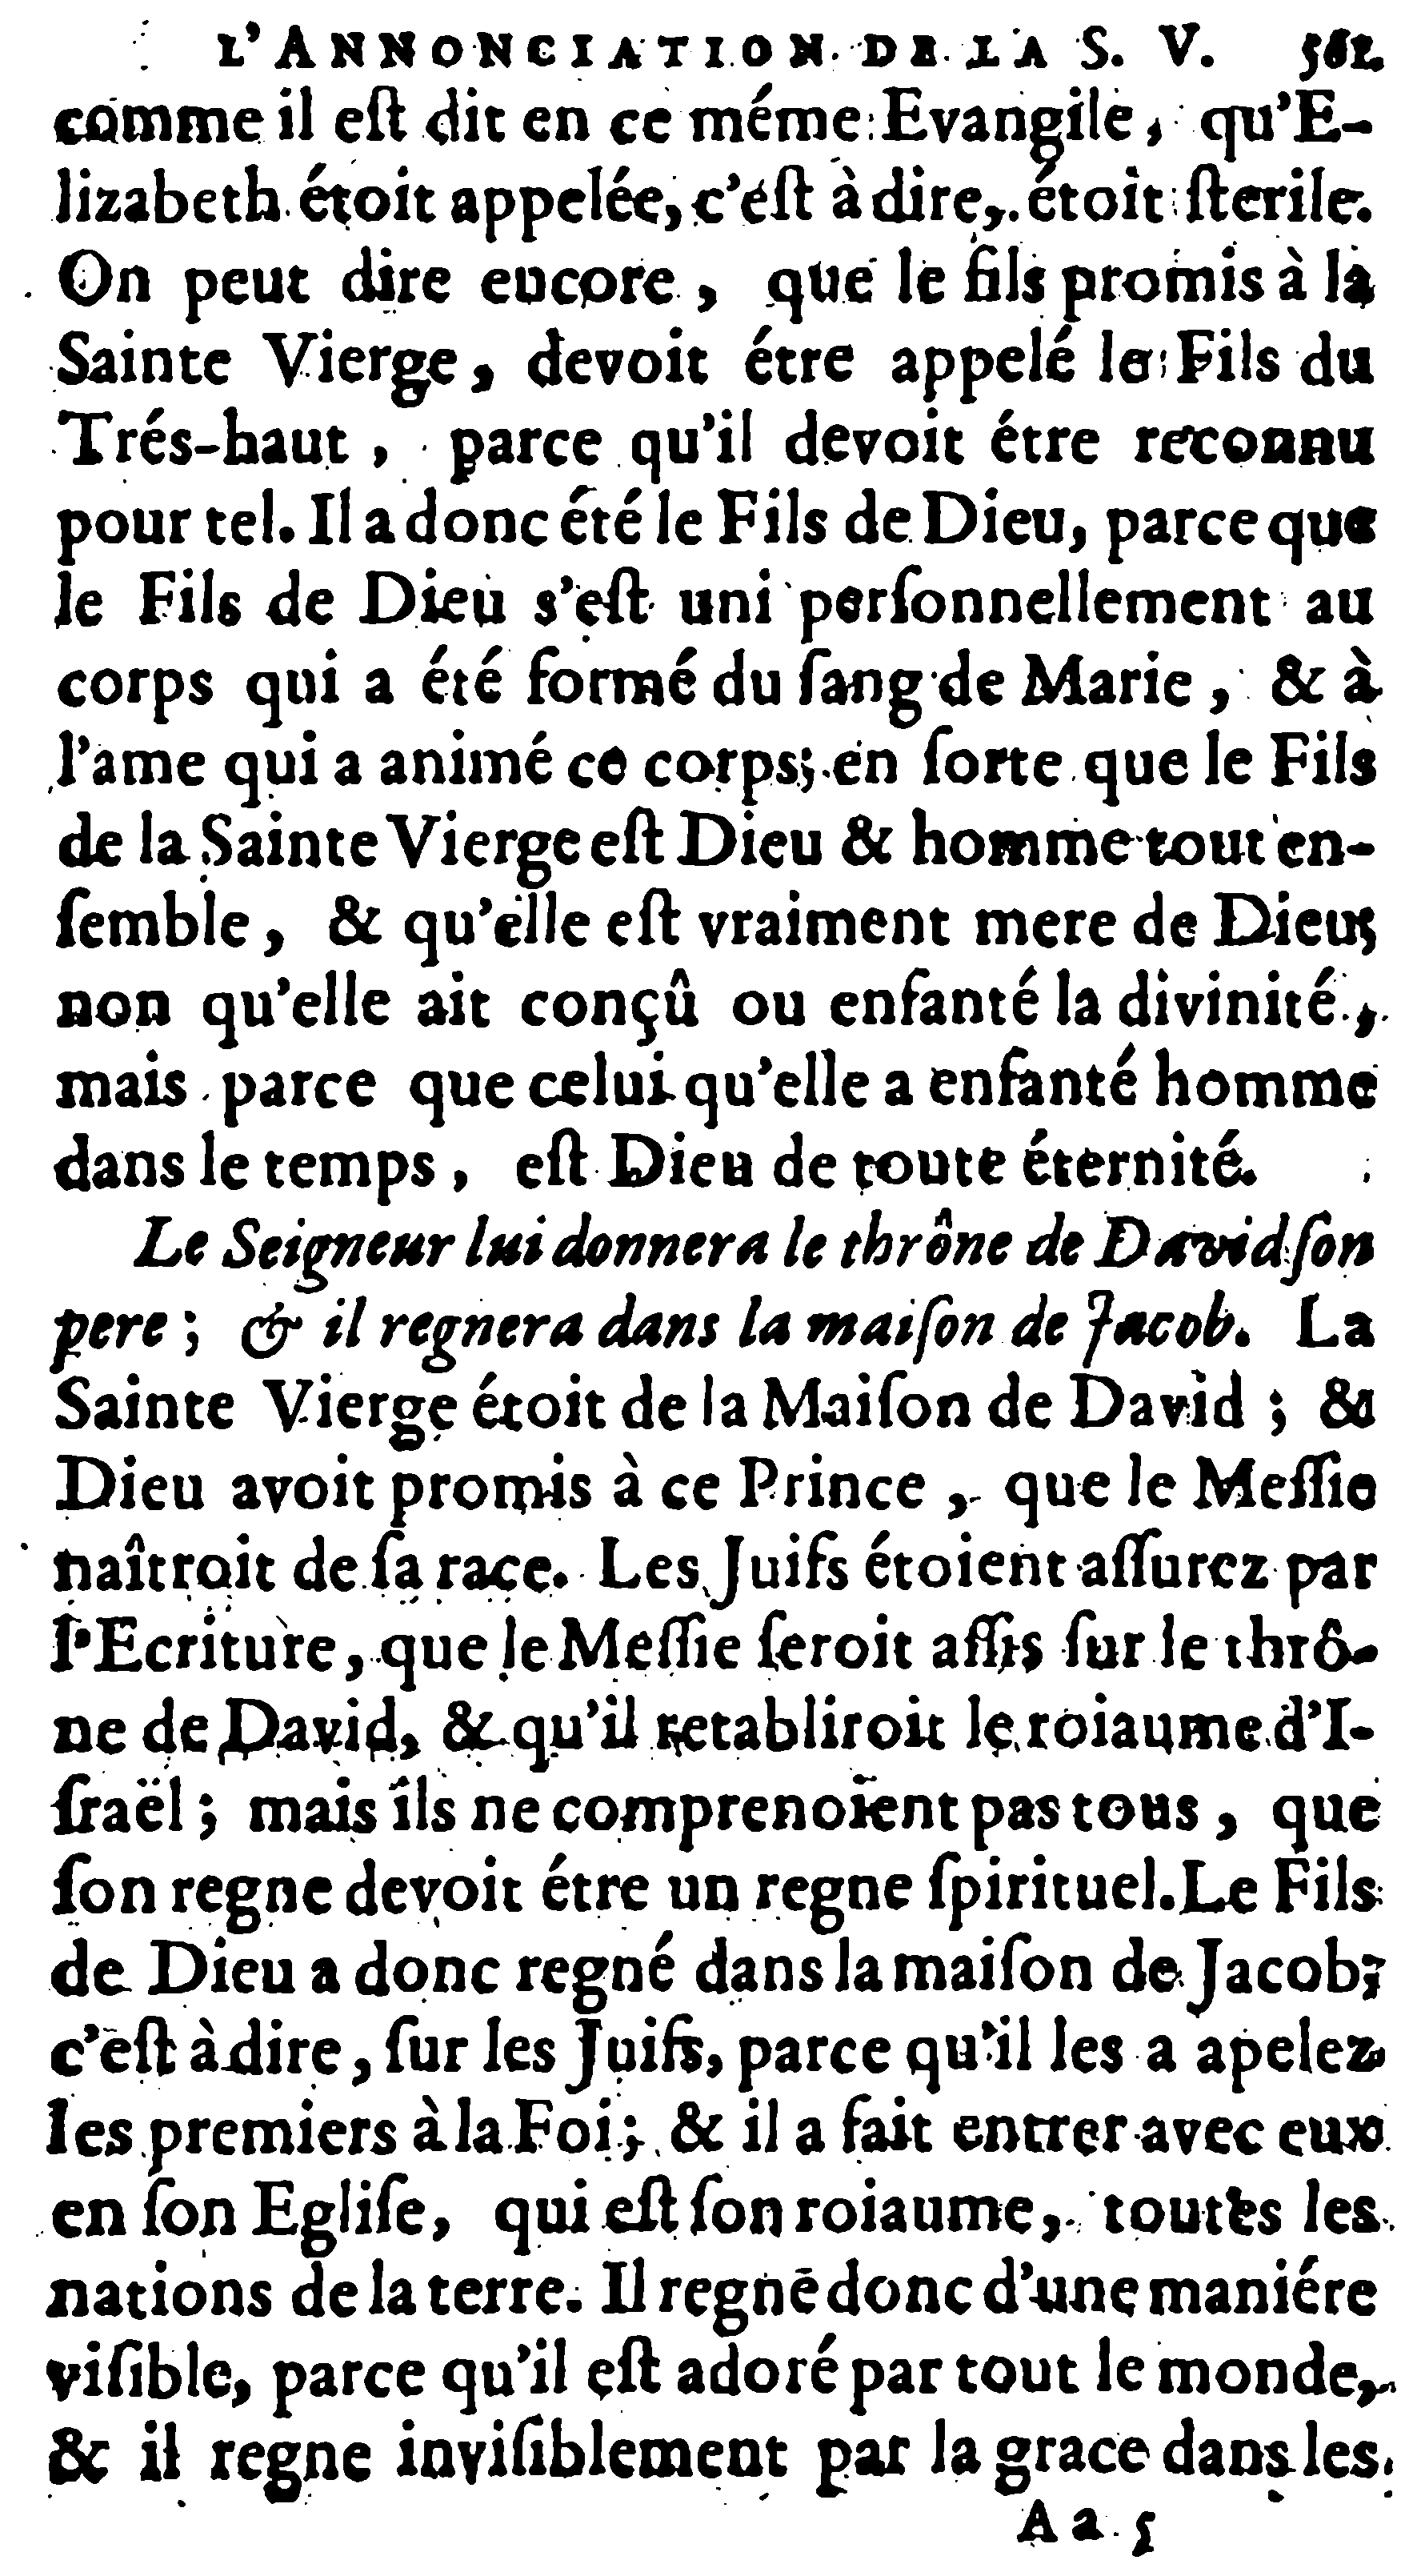 L'ANNONCIATION DE LA S. V. 561
comme il eſt dit en ce méme Evangile, qu'E-
lizabeth étoit appelée, c'eſt à dire, étoit ſterile.
On peut dire encore, que le fils promis à la
Sainte Vierge, devoit étre appelé le Fils du
Trés-haut, parce qu'il devoit étre reconnu
pour tel. Il a donc été le Fils de Dieu, parce que
le Fils de Dieu s'eſt uni perſonnellement au
corps qui a été formé du ſang de Marie, & à
l'ame qui a animé ce corps; en ſorte que le Fils
de la Sainte Vierge eſt Dieu & homme tout en-
ſemble, & qu'elle eſt vraiment mere de Dieu;
non qu'elle ait conçû ou enfanté la divinité,
mais parce que celui qu'elle a enfanté homme
dans le temps, eſt Dieu de toute éternité.
Le Seigneur lui donnera le thrône de David ſon
pere; & il regnera dans la maiſon de Jacob. La
Sainte Vierge étoit de la Maiſon de David; &
Dieu avoit promis à ce Prince, que le Meſſie
naîtroit de ſa race. Les Juifs étoient aſſurez par
l'Ecriture, que le Meſſie ſeroit aſſis ſur le thrô-
ne de David, & qu'il retabliroit le roiaume d'I-
ſraël; mais ils ne comprenoient pas tous, que
ſon regne devoit étre un regne ſpirituel. Le Fils
de Dieu a donc regné dans la maiſon de Jacob;
c'eſt à dire, ſur les Juifs, parce qu'il les a apelez
les premiers à la Foi; & il a fait entrer avec eux
en ſon Egliſe, qui eſt ſon roiaume, toutes les
nations de la terre. Il regne donc d'une maniére
viſible, parce qu'il eſt adoré par tout le monde,
& il regne inviſiblement par la grace dans les
Aa 5